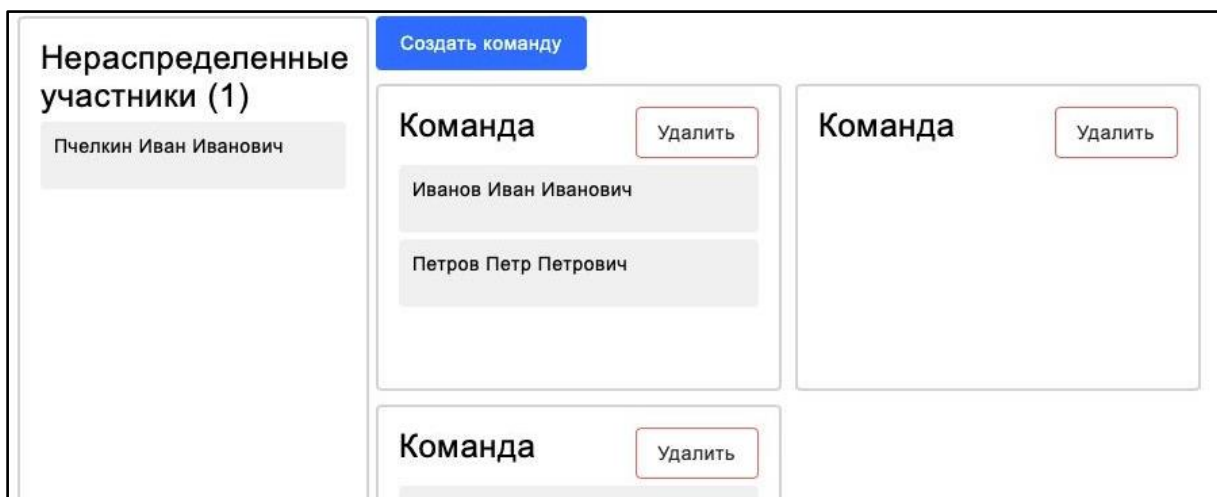 Нераспределенные
участники (1)
Пчелкин Иван Иванович
Создать команду
Команда
Удалить
Иванов Иван Иванович
Петров Петр Петрович
Команда
Удалить
Команда
Удалить